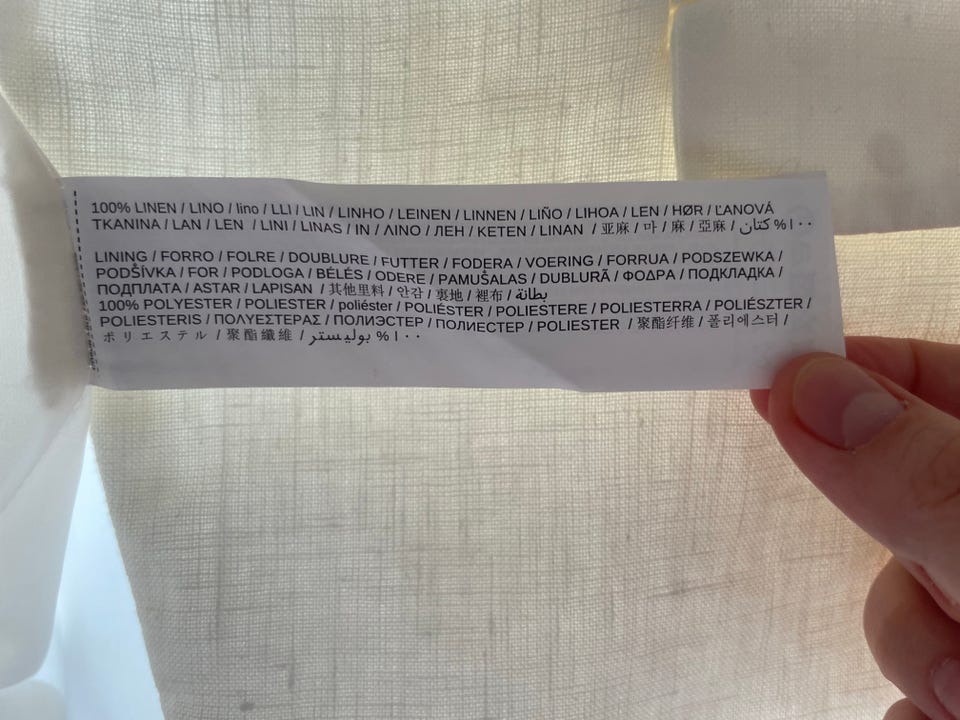 100% LINEN / LINO / lino / LLI / LIN / LINHO / LEINEN / LINNEN / LIÑO / LIHOA / LEN / HØR / ĽANOVÁ
TKANINA / LAN / LEN / LINI / LINAS / IN / ΛΙΝΟ / ЛЕН / KETEN / LINAN / 亚麻 / 마 / 麻 / 亞麻 / كتان %١٠٠
LINING / FORRO / FOLRE / DOUBLURE / FUTTER / FODERA / VOERING / FORRUA / PODSZEWKA /
PODŠÍVKA / FOR / PODLOGA / BÉLÉS / ODERE / PAMUŠALAS / DUBLURĂ / ΦΟΔΡΑ / ПОДКЛАДКА /
ПОДПЛАТА / ASTAR / LAPISAN / 其他里料 / 안감 / 裏地 / 裡布 / بطانة
100% POLYESTER / POLIESTER / poliéster / POLIÉSTER / POLIESTERE / POLIESTERRA / POLIÉSZTER /
POLIESTERIS / ΠΟΛΥΕΣΤΕΡΑΣ / ПОЛИЭСТЕР / ПОЛИЕСТЕР / POLIESTER / 聚酯纤维 / 폴리에스터 /
ポリエステル / 聚酯纖維 / بوليستر %١٠٠